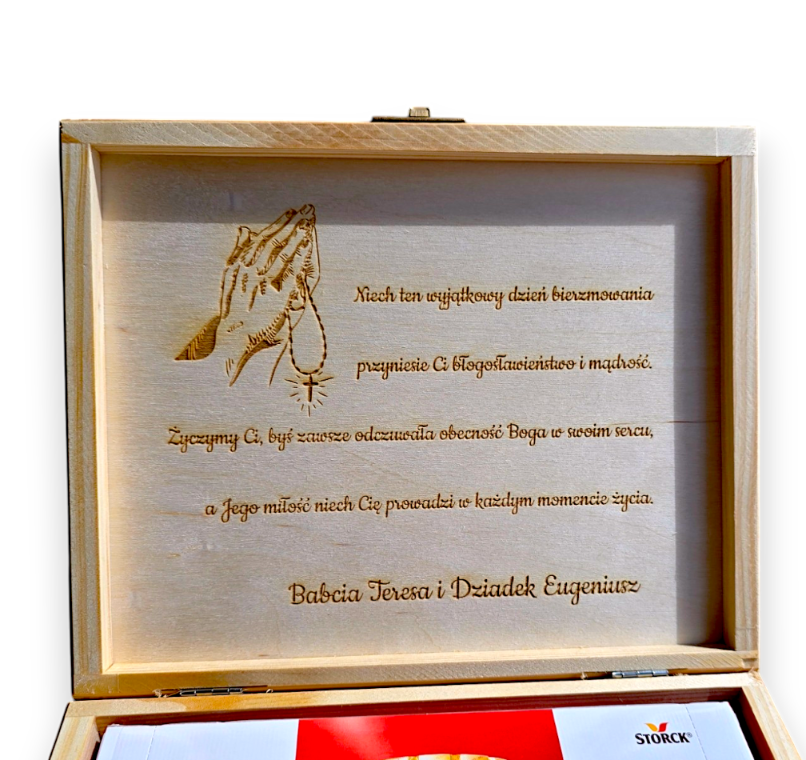 Niech ten wyjątkowy dzień bierzmowania
przyniesie Ci błogosławieństwo i mądrość.
Życzymy Ci, byś zawsze odczuwała obecność Boga w swoim sercu,
a Jego miłość niech Cię prowadzi w każdym momencie życia.
Babcia Teresa i Dziadek Eugeniusz
STORCK®